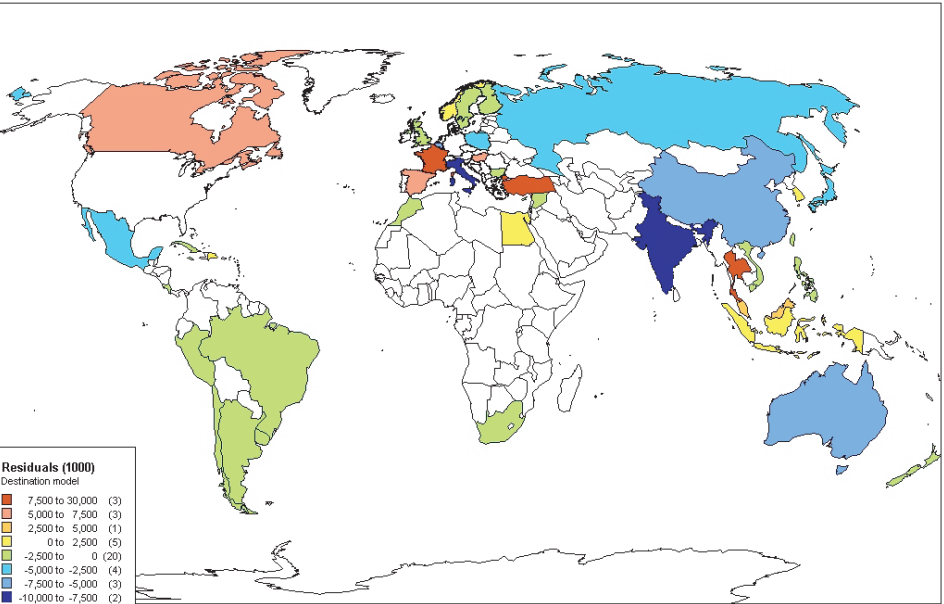 Residuals (1000)
Destination model
7,500 to 30,000 (3)
5,000 to 7,500 (3)
2,500 to 5,000 (1)
0 to 2,500 (5)
-2,500 to 0 (20)
-5,000 to -2,500 (4)
-7,500 to -5,000 (3)
-10,000 to -7,500 (2)